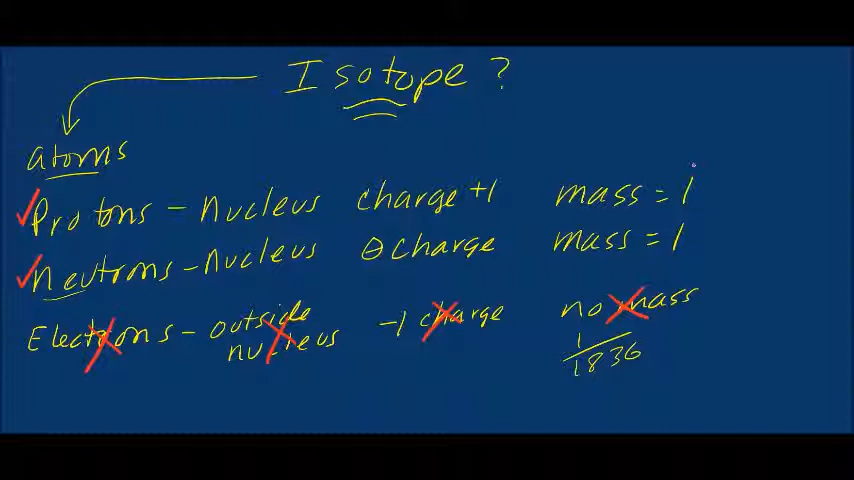 Isotope?
atoms
Protons - nucleus charge +1 mass = 1
Neutrons - nucleus 0 charge mass = 1
Electrons - outside nucleus -1 charge no mass
1/1836